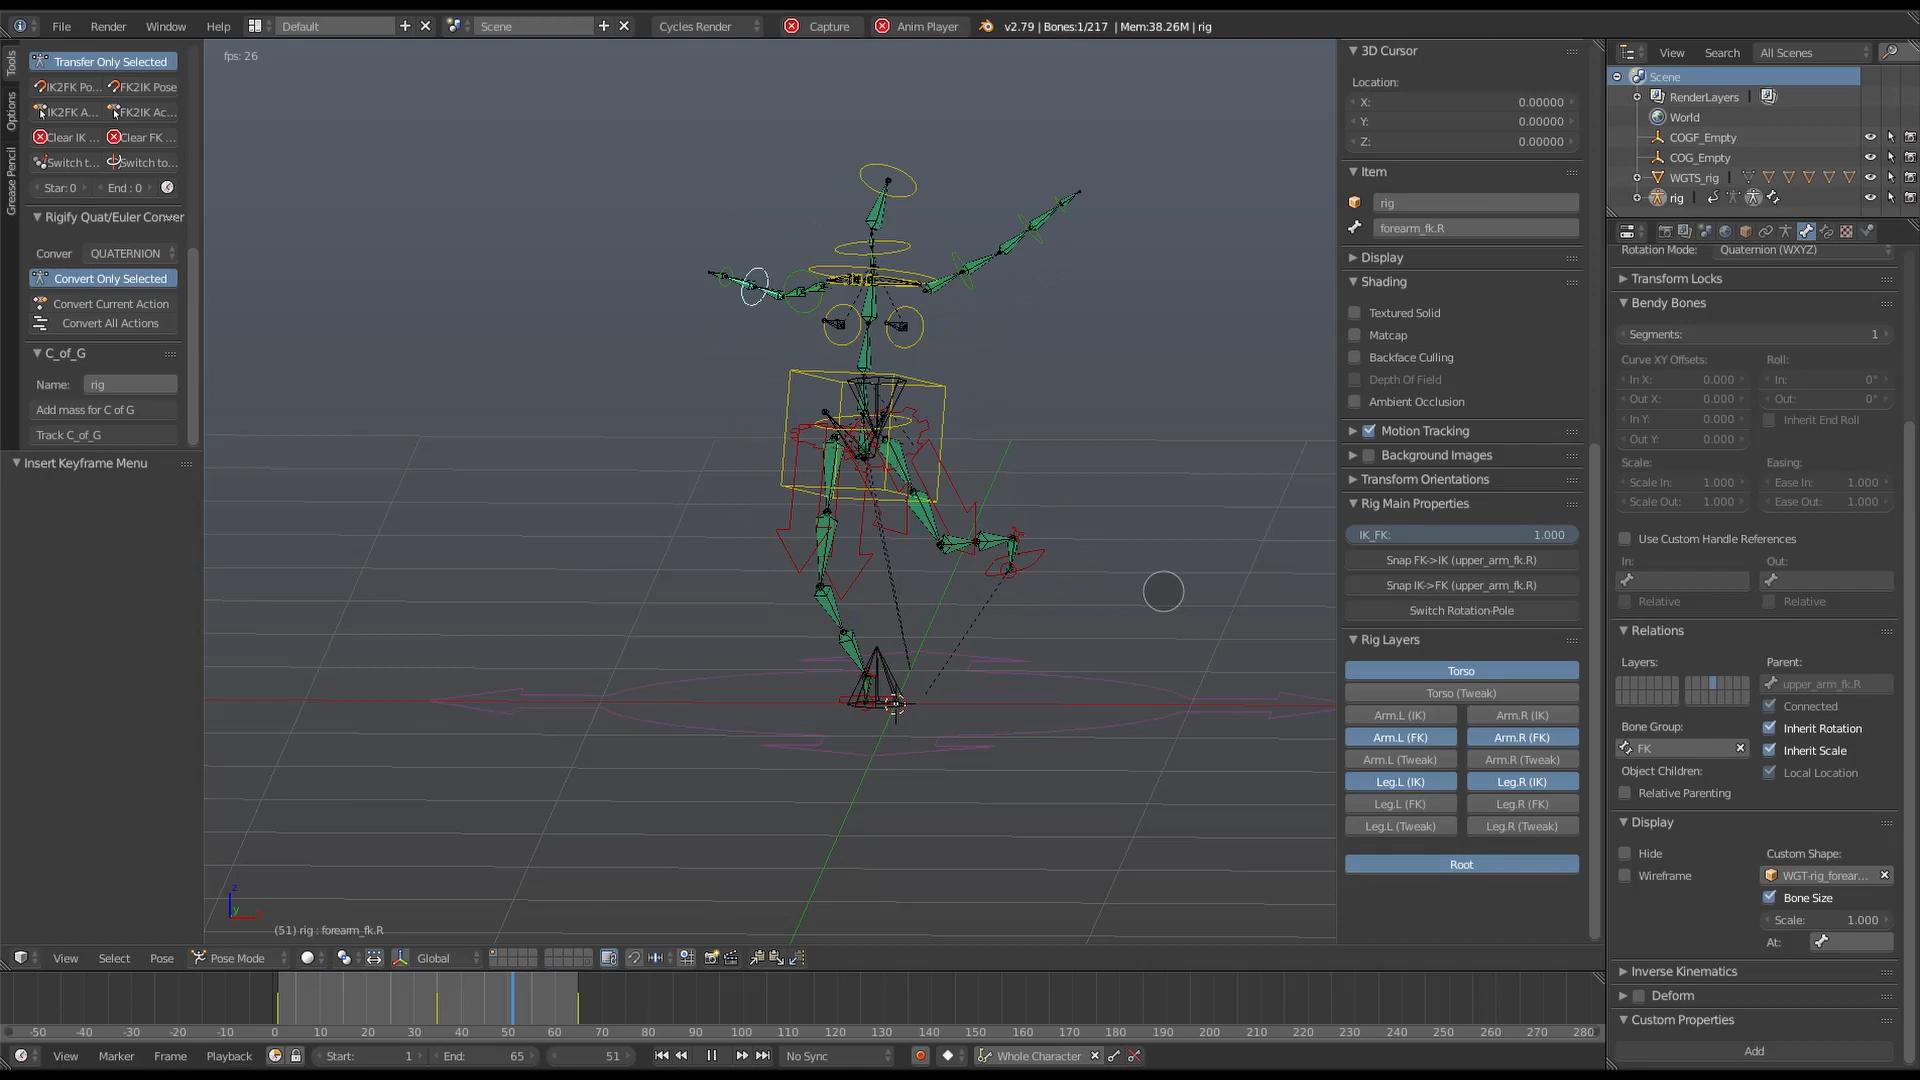 File Render Window Help Default Scene Cycles Render Capture Anim Player v2.79 | Bones:1/217 | Mem:38.26M | rig
Tools
Options
Grease Pencil
Transfer Only Selected
IK2FK Po... FK2IK Pose
IK2FK A... FK2IK Ac...
Clear IK ... Clear FK ...
Switch t... Switch to...
Star: 0 End : 0
Rigify Quat/Euler Conver
Conver QUATERNION
Convert Only Selected
Convert Current Action
Convert All Actions
C_of_G
Name: rig
Add mass for C of G
Track C_of_G
Insert Keyframe Menu
fps: 26
z
y
x
(51) rig : forearm_fk.R
3D Cursor
Location:
X: 0.00000
Y: 0.00000
Z: 0.00000
Item
rig
forearm_fk.R
Display
Shading
Textured Solid
Matcap
Backface Culling
Depth Of Field
Ambient Occlusion
Motion Tracking
Background Images
Transform Orientations
Rig Main Properties
IK_FK: 1.000
Snap FK->IK (upper_arm_fk.R)
Snap IK->FK (upper_arm_fk.R)
Switch Rotation-Pole
Rig Layers
Torso
Torso (Tweak)
Arm.L (IK) Arm.R (IK)
Arm.L (FK) Arm.R (FK)
Arm.L (Tweak) Arm.R (Tweak)
Leg.L (IK) Leg.R (IK)
Leg.L (FK) Leg.R (FK)
Leg.L (Tweak) Leg.R (Tweak)
Root
View Search All Scenes
Scene
RenderLayers |
World
COGF_Empty
COG_Empty
WGTS_rig |
rig |
Rotation Mode: Quaternion (WXYZ)
Transform Locks
Bendy Bones
Segments: 1
Curve XY Offsets: Roll:
In X: 0.000 In: 0°
Out X: 0.000 Out: 0°
In Y: 0.000 Inherit End Roll
Out Y: 0.000
Scale: Easing:
Scale In: 1.000 Ease In: 1.000
Scale Out: 1.000 Ease Out: 1.000
Use Custom Handle References
In: Out:
Relative Relative
Relations
Layers: Parent:
upper_arm_fk.R
Connected
Bone Group: Inherit Rotation
FK Inherit Scale
Object Children: Local Location
Relative Parenting
Display
Hide Custom Shape:
Wireframe WGT-rig_forear...
Bone Size
Scale: 1.000
At:
Inverse Kinematics
Deform
Custom Properties
Add
View Select Pose Pose Mode Global
-50 -40 -30 -20 -10 0 10 20 30 40 50 60 70 80 90 100 110 120 130 140 150 160 170 180 190 200 210 220 230 240 250 260 270 280
View Marker Frame Playback Start: 1 End: 65 51 No Sync Whole Character